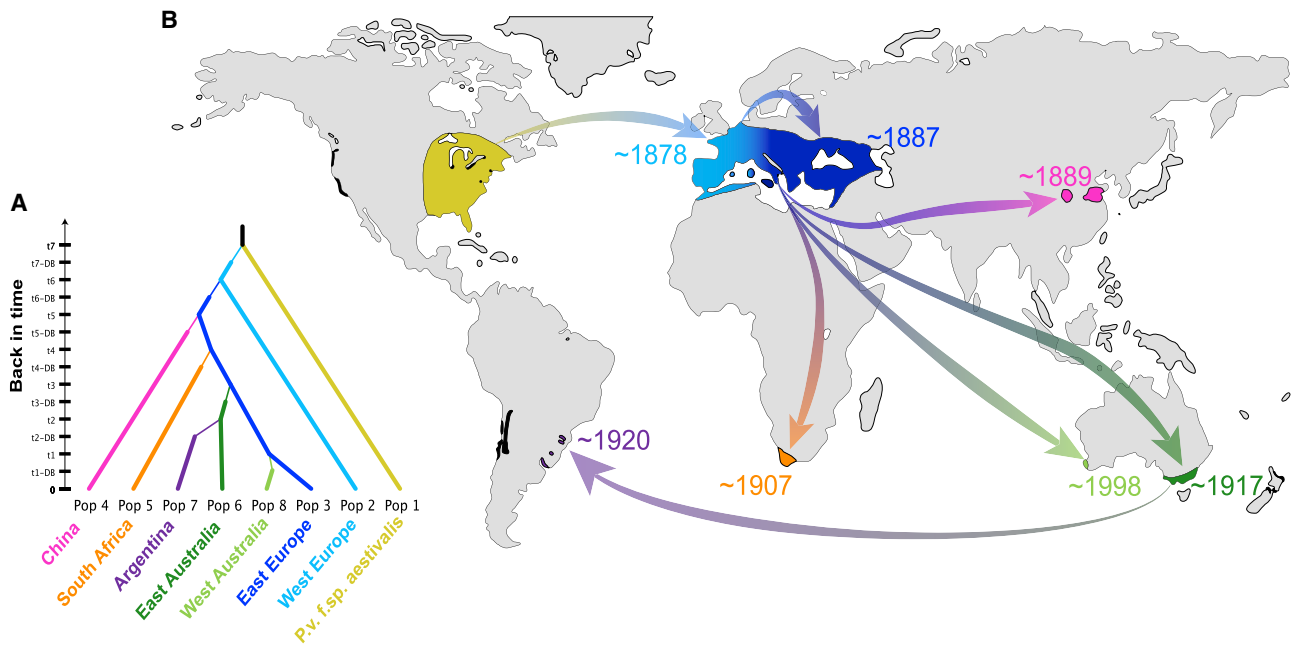 B
~1878
~1887
~1889
A
Back in time
t7
t7-DB
t6
t6-DB
t5
t5-DB
t4
t4-DB
t3
t3-DB
t2
t2-DB
t1
t1-DB
0
~1920
~1907
~1998
~1917
Pop 4 Pop 5 Pop 7 Pop 6 Pop 8 Pop 3 Pop 2 Pop 1
China
South Africa
Argentina
East Australia
West Australia
East Europe
West Europe
P.v. f.sp. aestivalis